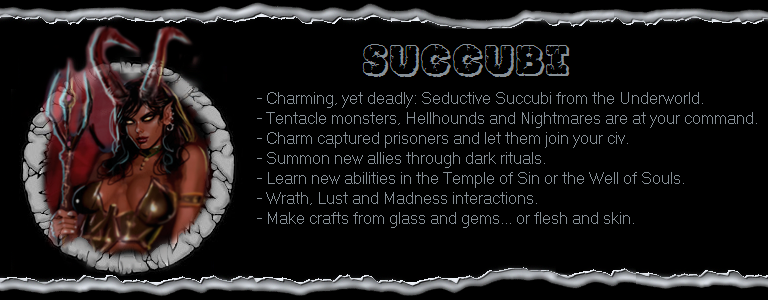 SUCCUBI
- Charming, yet deadly: Seductive Succubi from the Underworld.
- Tentacle monsters, Hellhounds and Nightmares are at your command.
- Charm captured prisoners and let them join your civ.
- Summon new allies through dark rituals.
- Learn new abilities in the Temple of Sin or the Well of Souls.
- Wrath, Lust and Madness interactions.
- Make crafts from glass and gems... or flesh and skin.